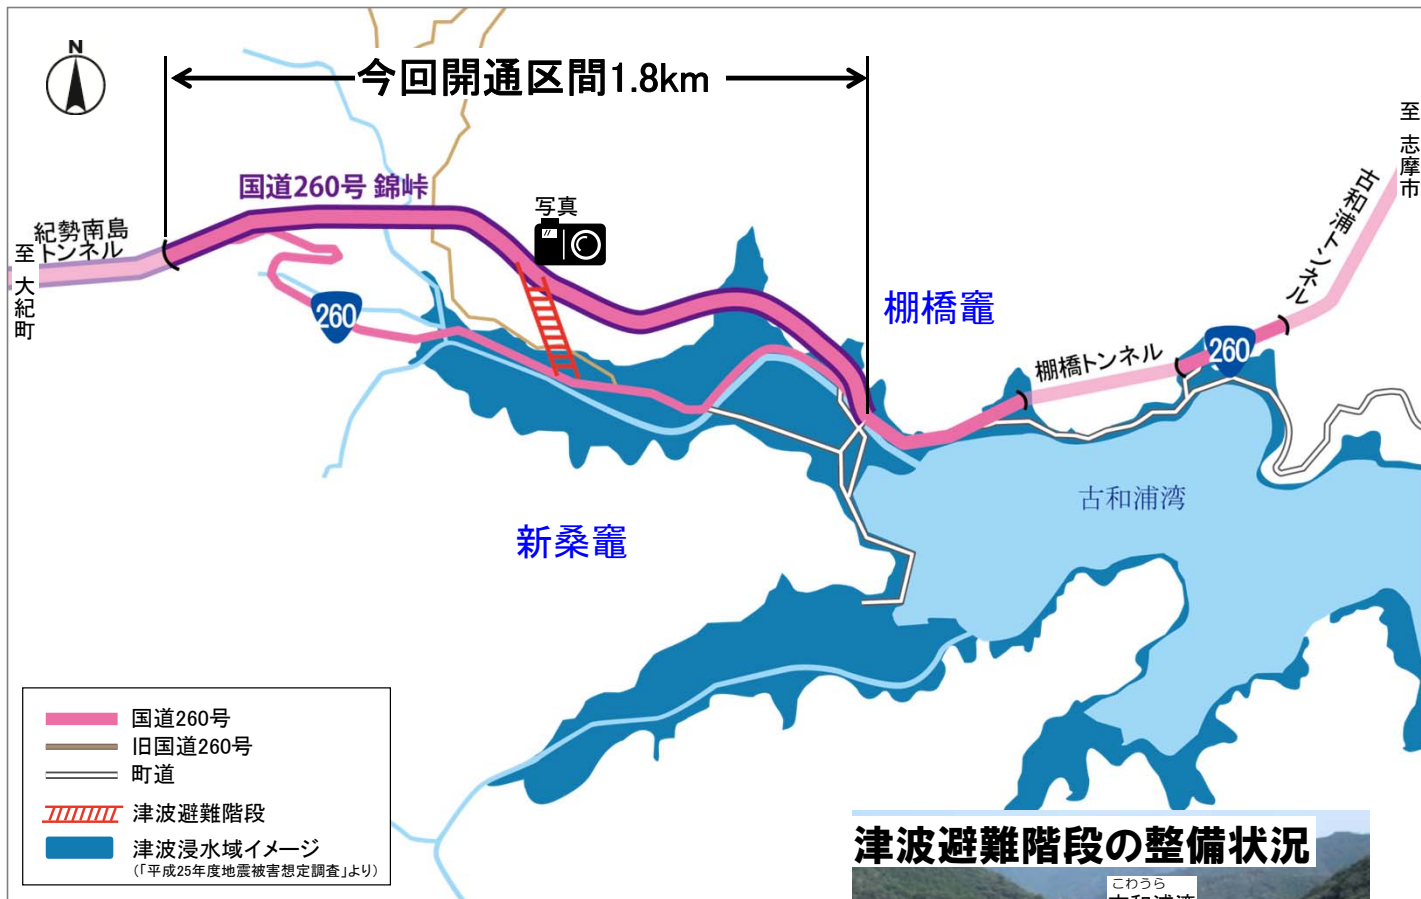 N
今回開通区間1.8km
国道260号 錦峠
写真
紀勢南島
トンネル
至 大紀町
260
棚橋竈
新桑竈
棚橋トンネル
260
古和浦トンネル
至 志摩市
古和浦湾
国道260号
旧国道260号
町道
津波避難階段
津波浸水域イメージ
(「平成25年度地震被害想定調査」より)
津波避難階段の整備状況
こわうら
古和浦湾